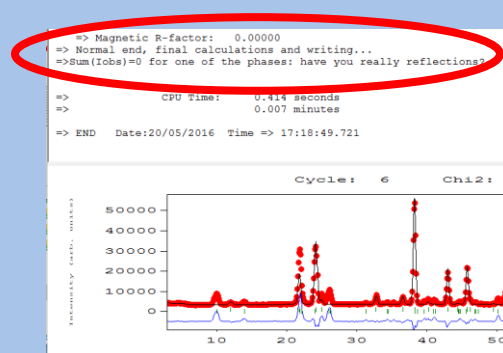 => Magnetic R-factor: 0.00000
=> Normal end, final calculations and writing...
=>Sum(Iobs)=0 for one of the phases: have you really reflections?
=> CPU Time: 0.414 seconds
=> 0.007 minutes
=> END Date:20/05/2016 Time => 17:18:49.721
Cycle: 6 Chi2:
Intensity (arb. units)
50000
40000
30000
20000
10000
0
10 20 30 40